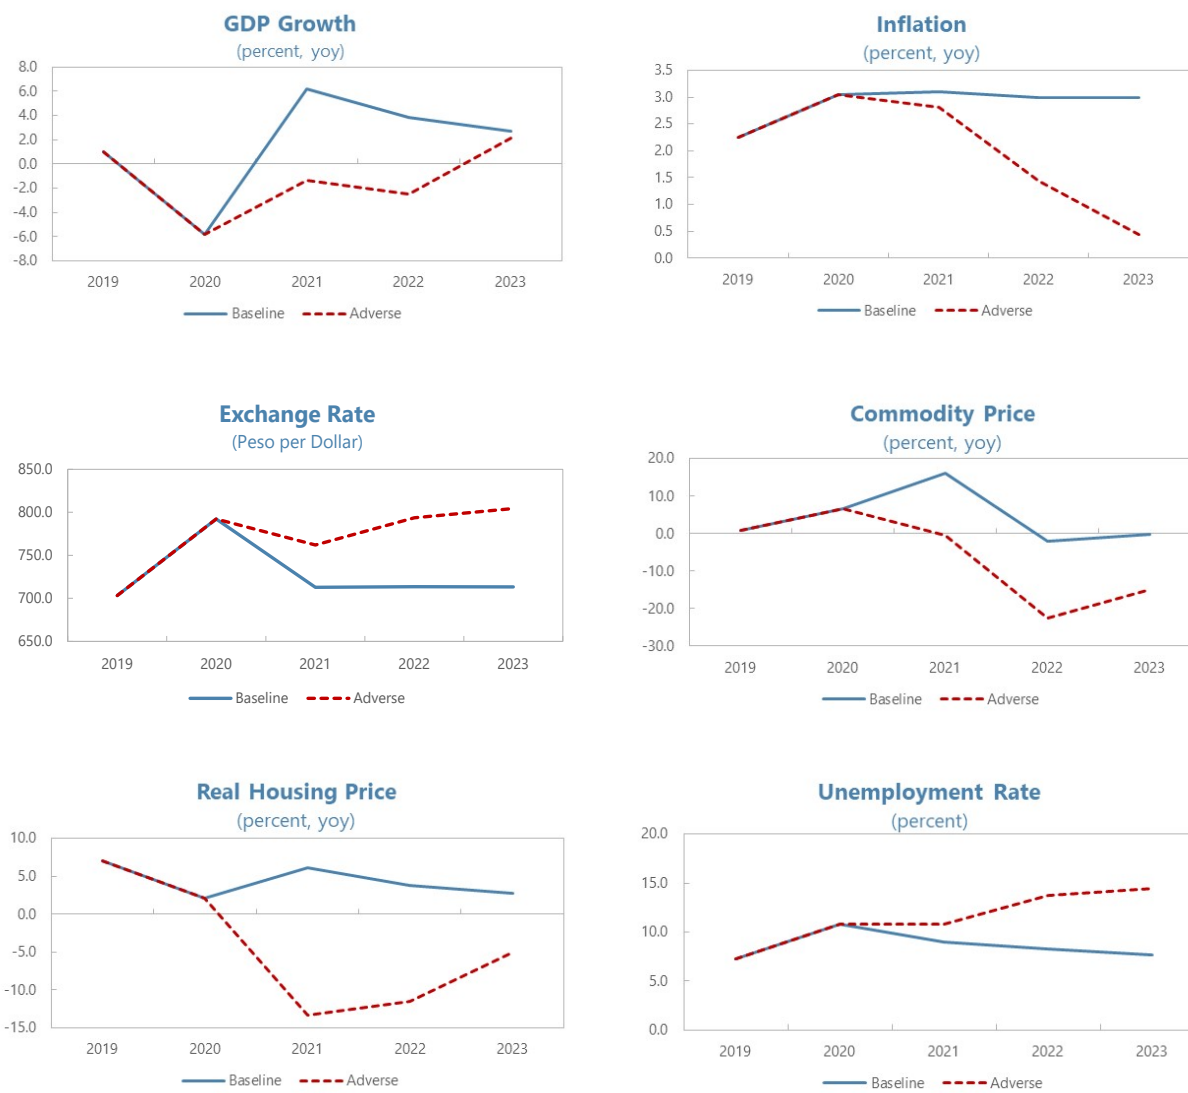 GDP Growth
(percent, yoy)
8.0
6.0
4.0
2.0
0.0
-2.0
-4.0
-6.0
-8.0
2019 2020 2021 2022 2023
Baseline Adverse
Inflation
(percent, yoy)
3.5
3.0
2.5
2.0
1.5
1.0
0.5
0.0
2019 2020 2021 2022 2023
Baseline Adverse
Exchange Rate
(Peso per Dollar)
850.0
800.0
750.0
700.0
650.0
2019 2020 2021 2022 2023
Baseline Adverse
Commodity Price
(percent, yoy)
20.0
10.0
0.0
-10.0
-20.0
-30.0
2019 2020 2021 2022 2023
Baseline Adverse
Real Housing Price
(percent, yoy)
10.0
5.0
0.0
-5.0
-10.0
-15.0
2019 2020 2021 2022 2023
Baseline Adverse
Unemployment Rate
(percent)
20.0
15.0
10.0
5.0
0.0
2019 2020 2021 2022 2023
Baseline Adverse